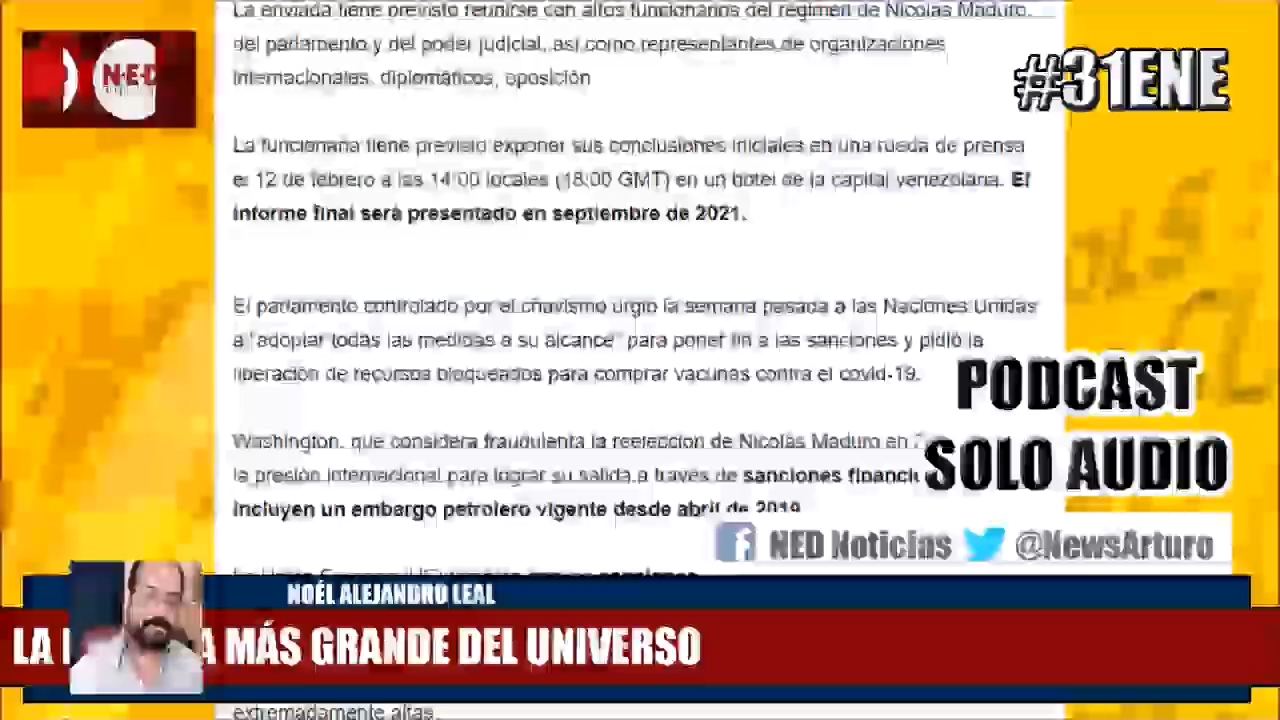 La enviada tiene previsto reunirse con altos funcionarios del régimen de Nicolás Maduro,
del parlamento y del poder judicial, así como representantes de organizaciones
internacionales, diplomáticos, oposición
NED
#31ENE
La funcionaria tiene previsto exponer sus conclusiones iniciales en una rueda de prensa
el 12 de febrero a las 14:00 locales (18:00 GMT) en un hotel de la capital venezolana. El
informe final será presentado en septiembre de 2021.
El parlamento controlado por el chavismo urgió la semana pasada a las Naciones Unidas
a "adoptar todas las medidas a su alcance" para poner fin a las sanciones y pidió la
liberación de recursos bloqueados para comprar vacunas contra el covid-19.
PODCAST
SOLO AUDIO
Washington, que considera fraudulenta la reelección de Nicolás Maduro en
la presión internacional para lograr su salida a través de sanciones financi
incluyen un embargo petrolero vigente desde abril de 2019
NED Noticias @NewsArturo
NOÉL ALEJANDRO LEAL
LA A MÁS GRANDE DEL UNIVERSO
extremadamente altas.